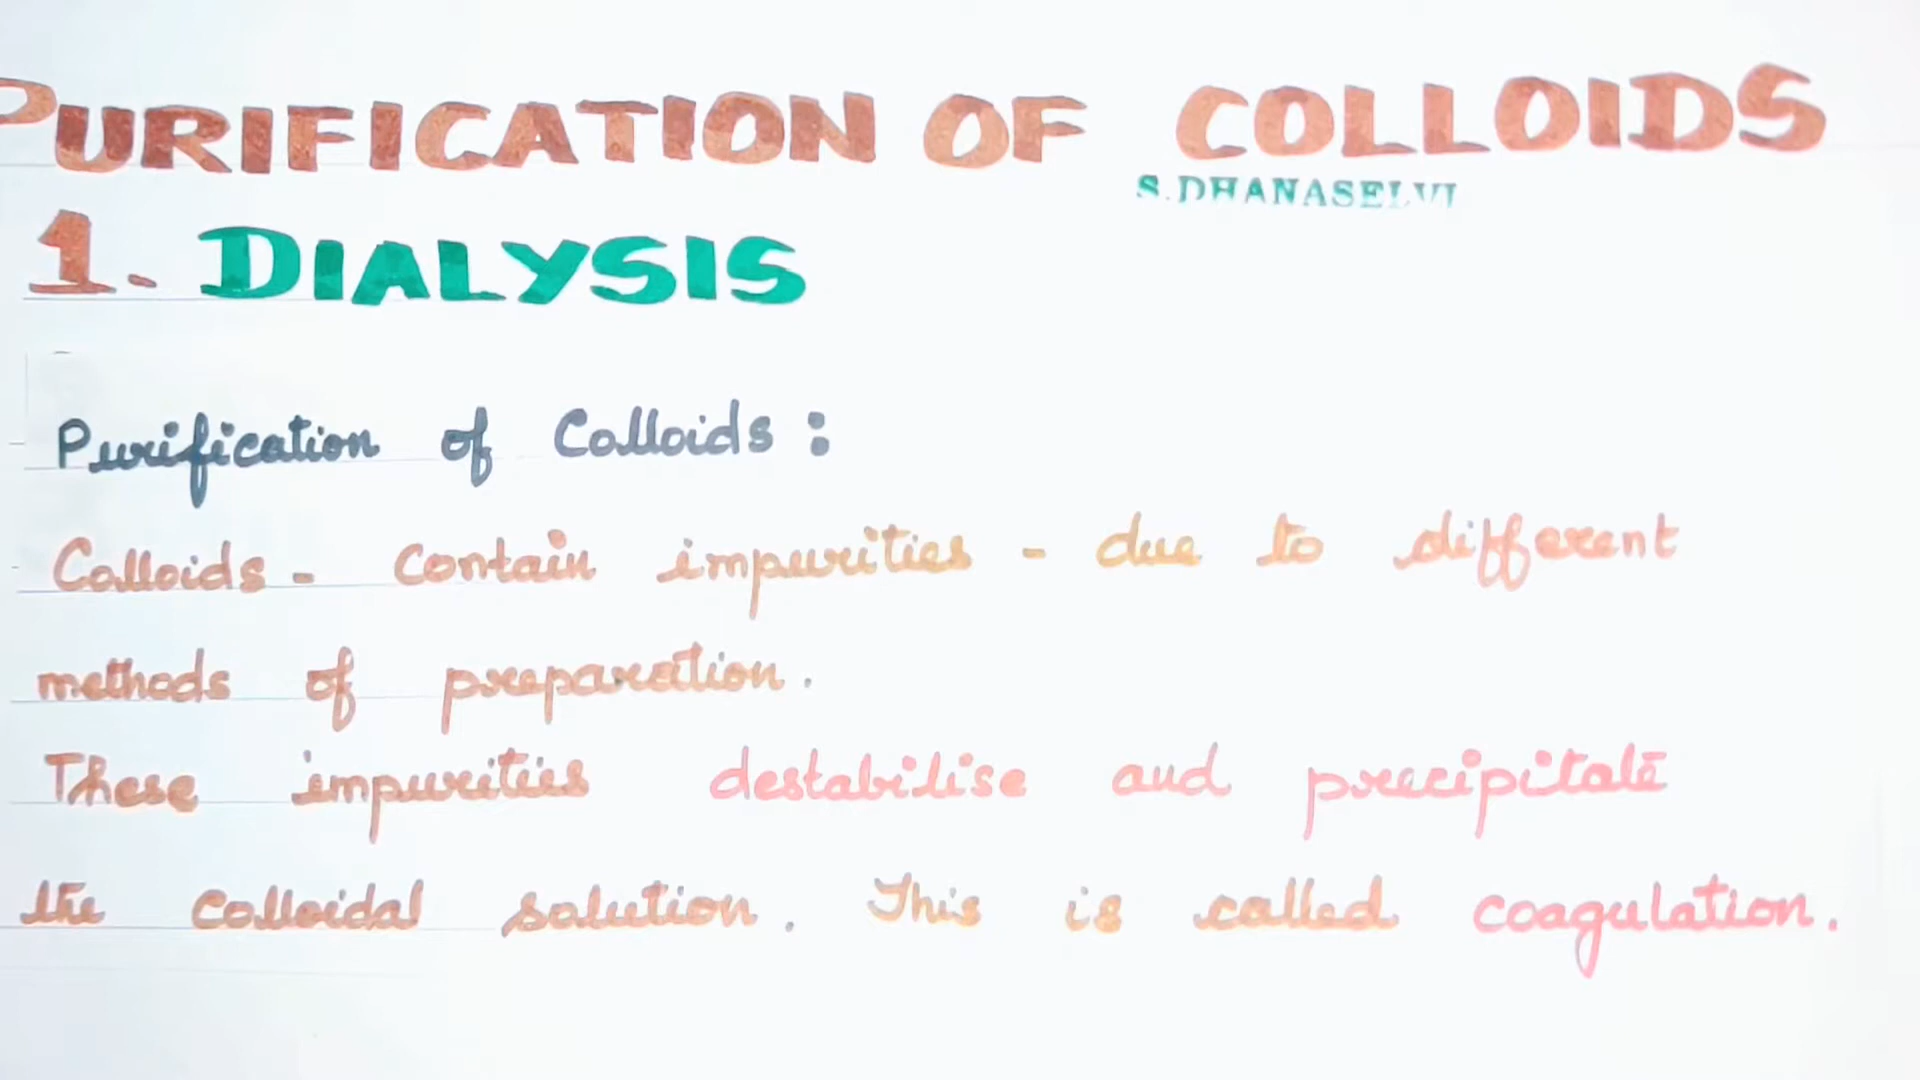 PURIFICATION OF COLLOIDS
S.DHANASELVI
1. DIALYSIS
Purification of Colloids :
Colloids - contain impurities - due to different
methods of preparation.
These impurities destabilise and precipitate
the colloidal solution. This is called coagulation.